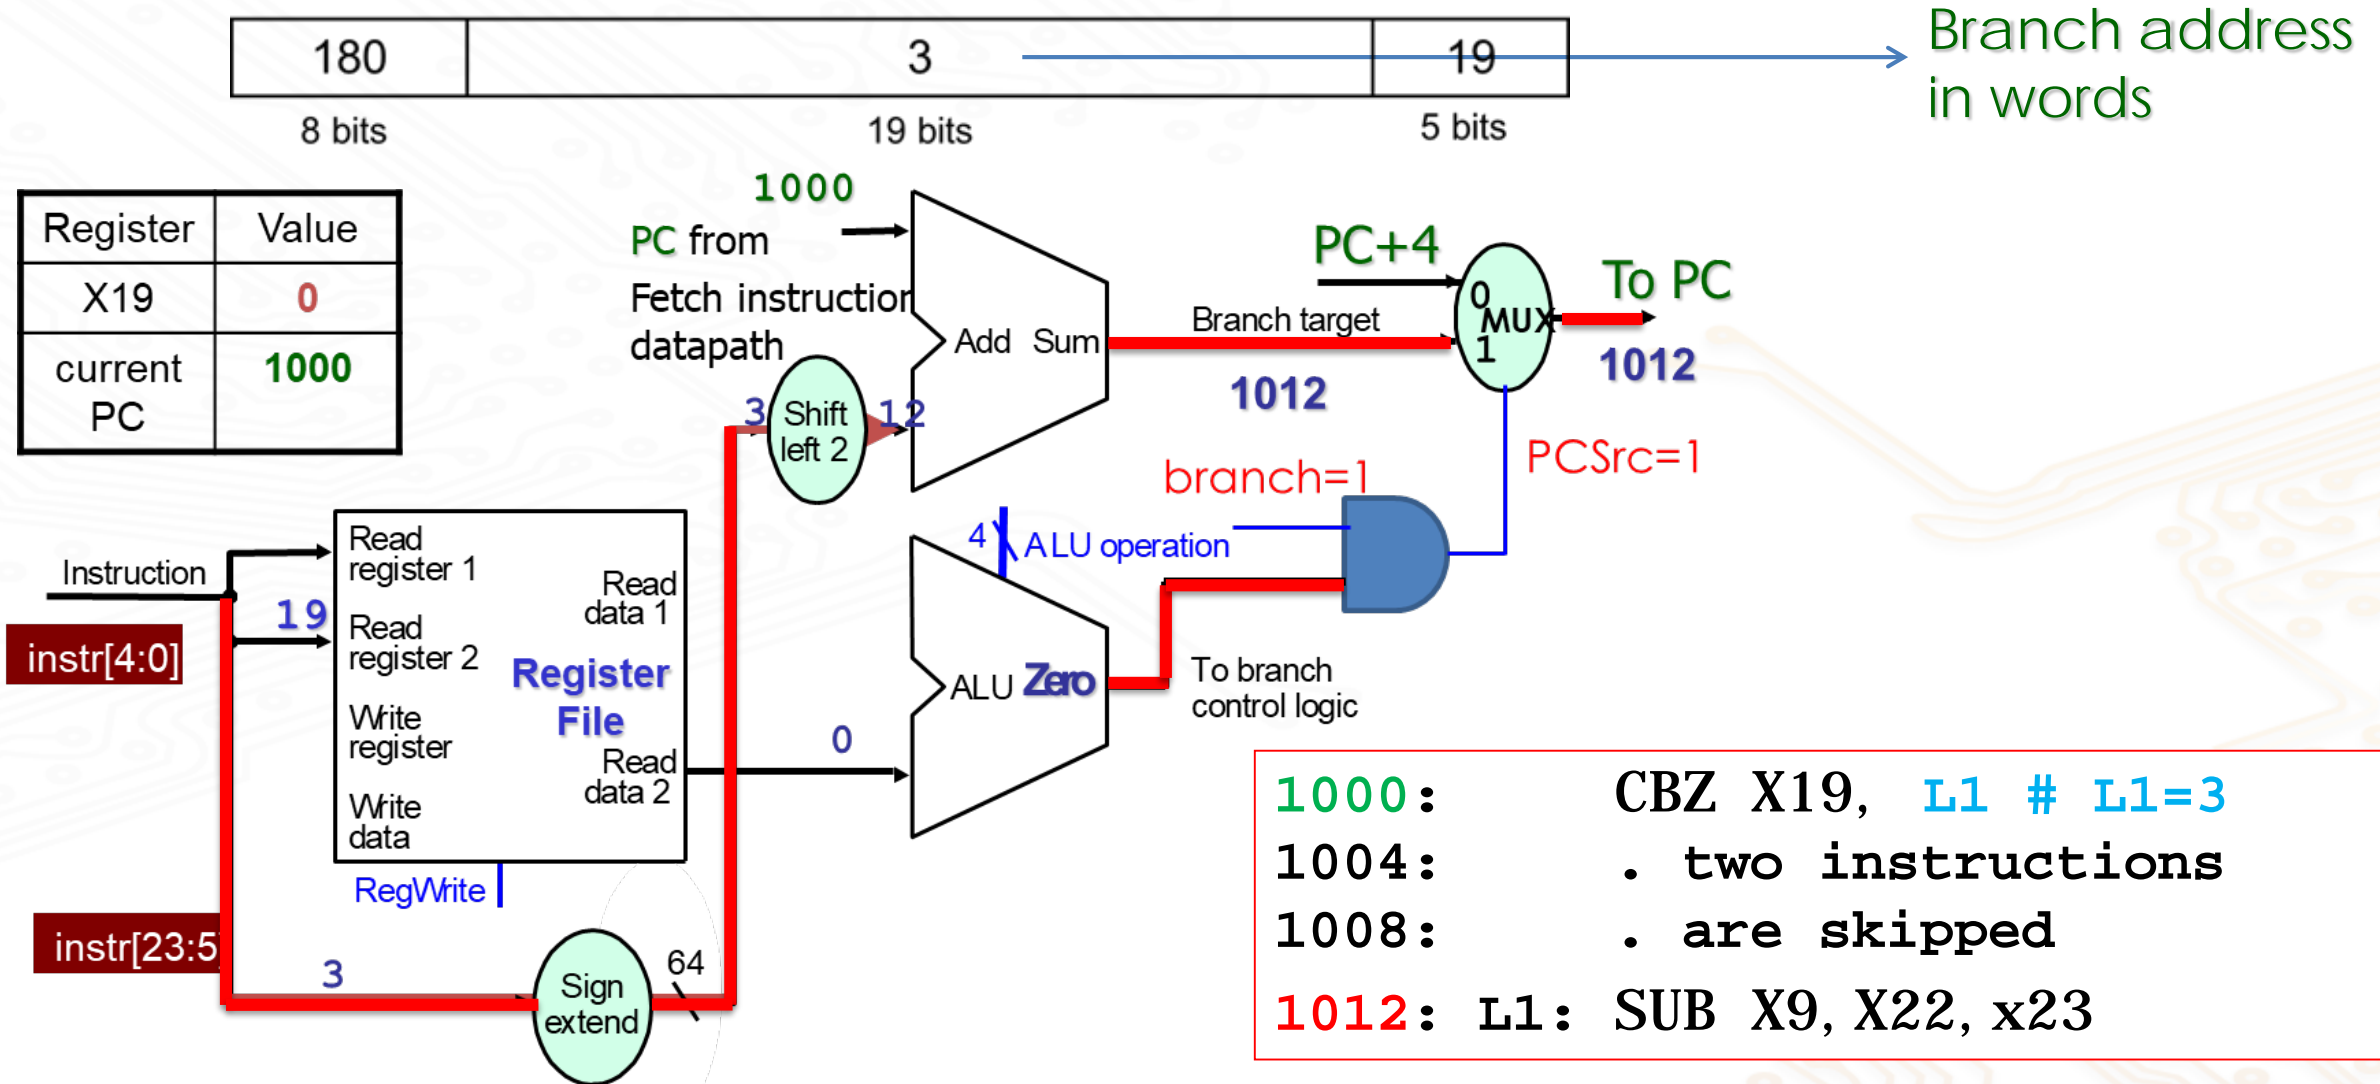 180 3 19
Branch address
in words
8 bits 19 bits 5 bits
Register Value
X19 0
current
PC
1000
1000
PC from
Fetch instruction
datapath
Add Sum
3
Shift
left 2
12
Branch target
1012
PC+4
0
MUX
1
To PC
1012
PCSrc=1
branch=1
4
ALU operation
Instruction
19
instr[4:0]
Read
register 1
Read
register 2
Write
register
Write
data
Read
data 1
Register
File
Read
data 2
RegWrite
0
ALU Zero
To branch
control logic
instr[23:5]
3
Sign
extend
64
1000: CBZ X19, L1 # L1=3
1004: . two instructions
1008: . are skipped
1012: L1: SUB X9, X22, x23